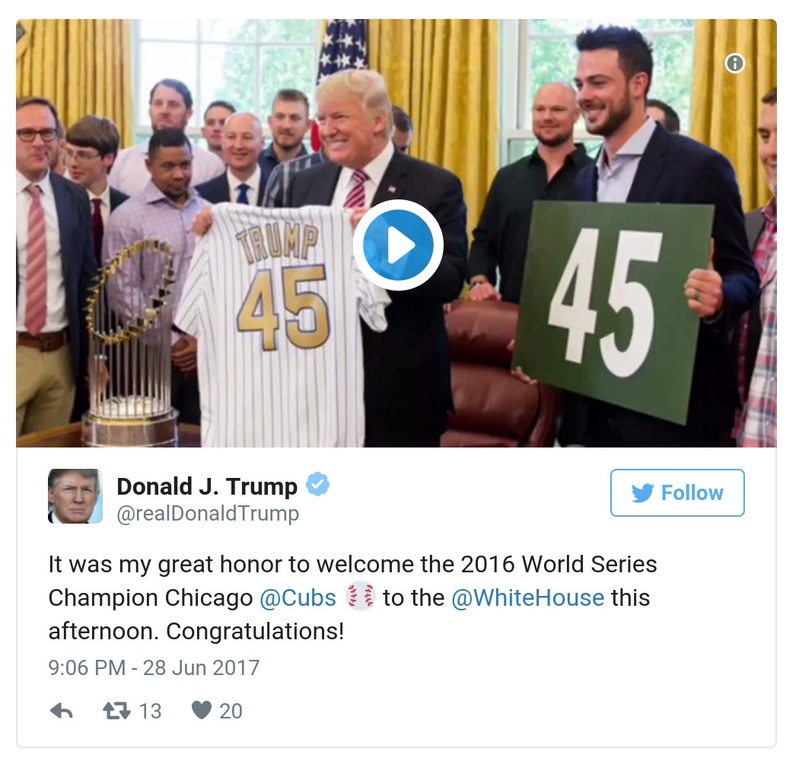 TRUMP
45
45
Donald J. Trump
@realDonaldTrump
Follow
It was my great honor to welcome the 2016 World Series
Champion Chicago @Cubs ⚾ to the @WhiteHouse this
afternoon. Congratulations!
9:06 PM - 28 Jun 2017
13 20